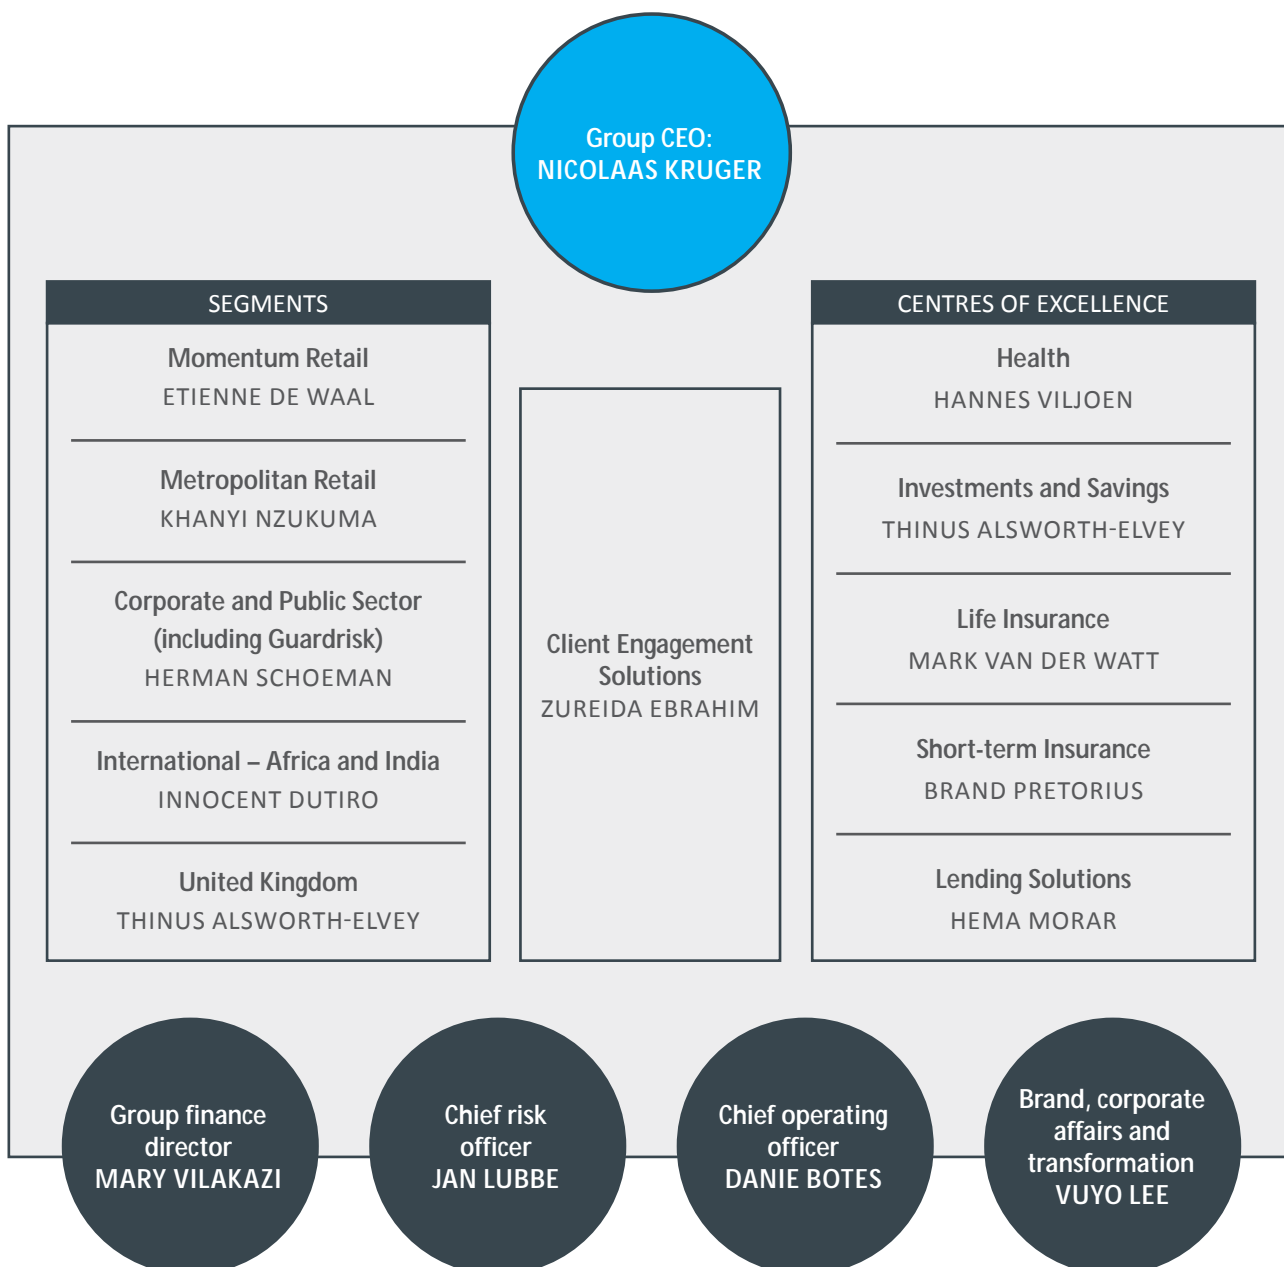 Group CEO:
NICOLAAS KRUGER
SEGMENTS
Momentum Retail
ETIENNE DE WAAL
Metropolitan Retail
KHANYI NZUKUMA
Corporate and Public Sector
(including Guardrisk)
HERMAN SCHOEMAN
International – Africa and India
INNOCENT DUTIRO
United Kingdom
THINUS ALSWORTH-ELVEY
Client Engagement
Solutions
ZUREIDA EBRAHIM
CENTRES OF EXCELLENCE
Health
HANNES VILJOEN
Investments and Savings
THINUS ALSWORTH-ELVEY
Life Insurance
MARK VAN DER WATT
Short-term Insurance
BRAND PRETORIUS
Lending Solutions
HEMA MORAR
Group finance
director
MARY VILAKAZI
Chief risk
officer
JAN LUBBE
Chief operating
officer
DANIE BOTES
Brand, corporate
affairs and
transformation
VUYO LEE